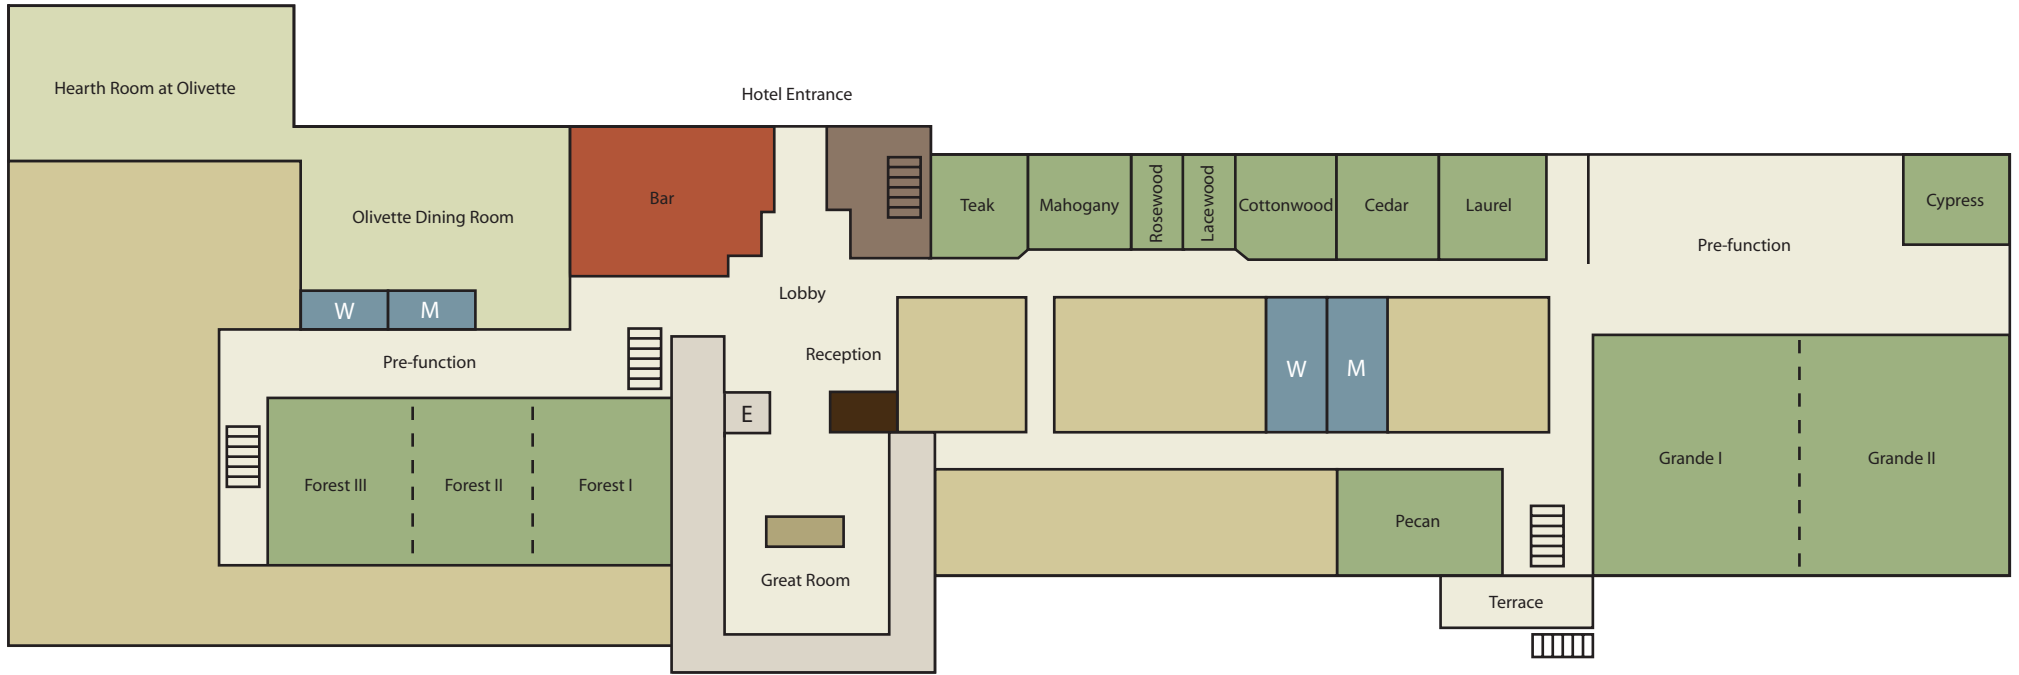 Hearth Room at Olivette
Hotel Entrance
Olivette Dining Room
Bar
Teak
Mahogany
Rosewood
Lacewood
Cottonwood
Cedar
Laurel
Pre-function
Cypress
W
M
Lobby
Pre-function
Reception
W
M
E
Forest III
Forest II
Forest I
Great Room
Pecan
Grande I
Grande II
Terrace